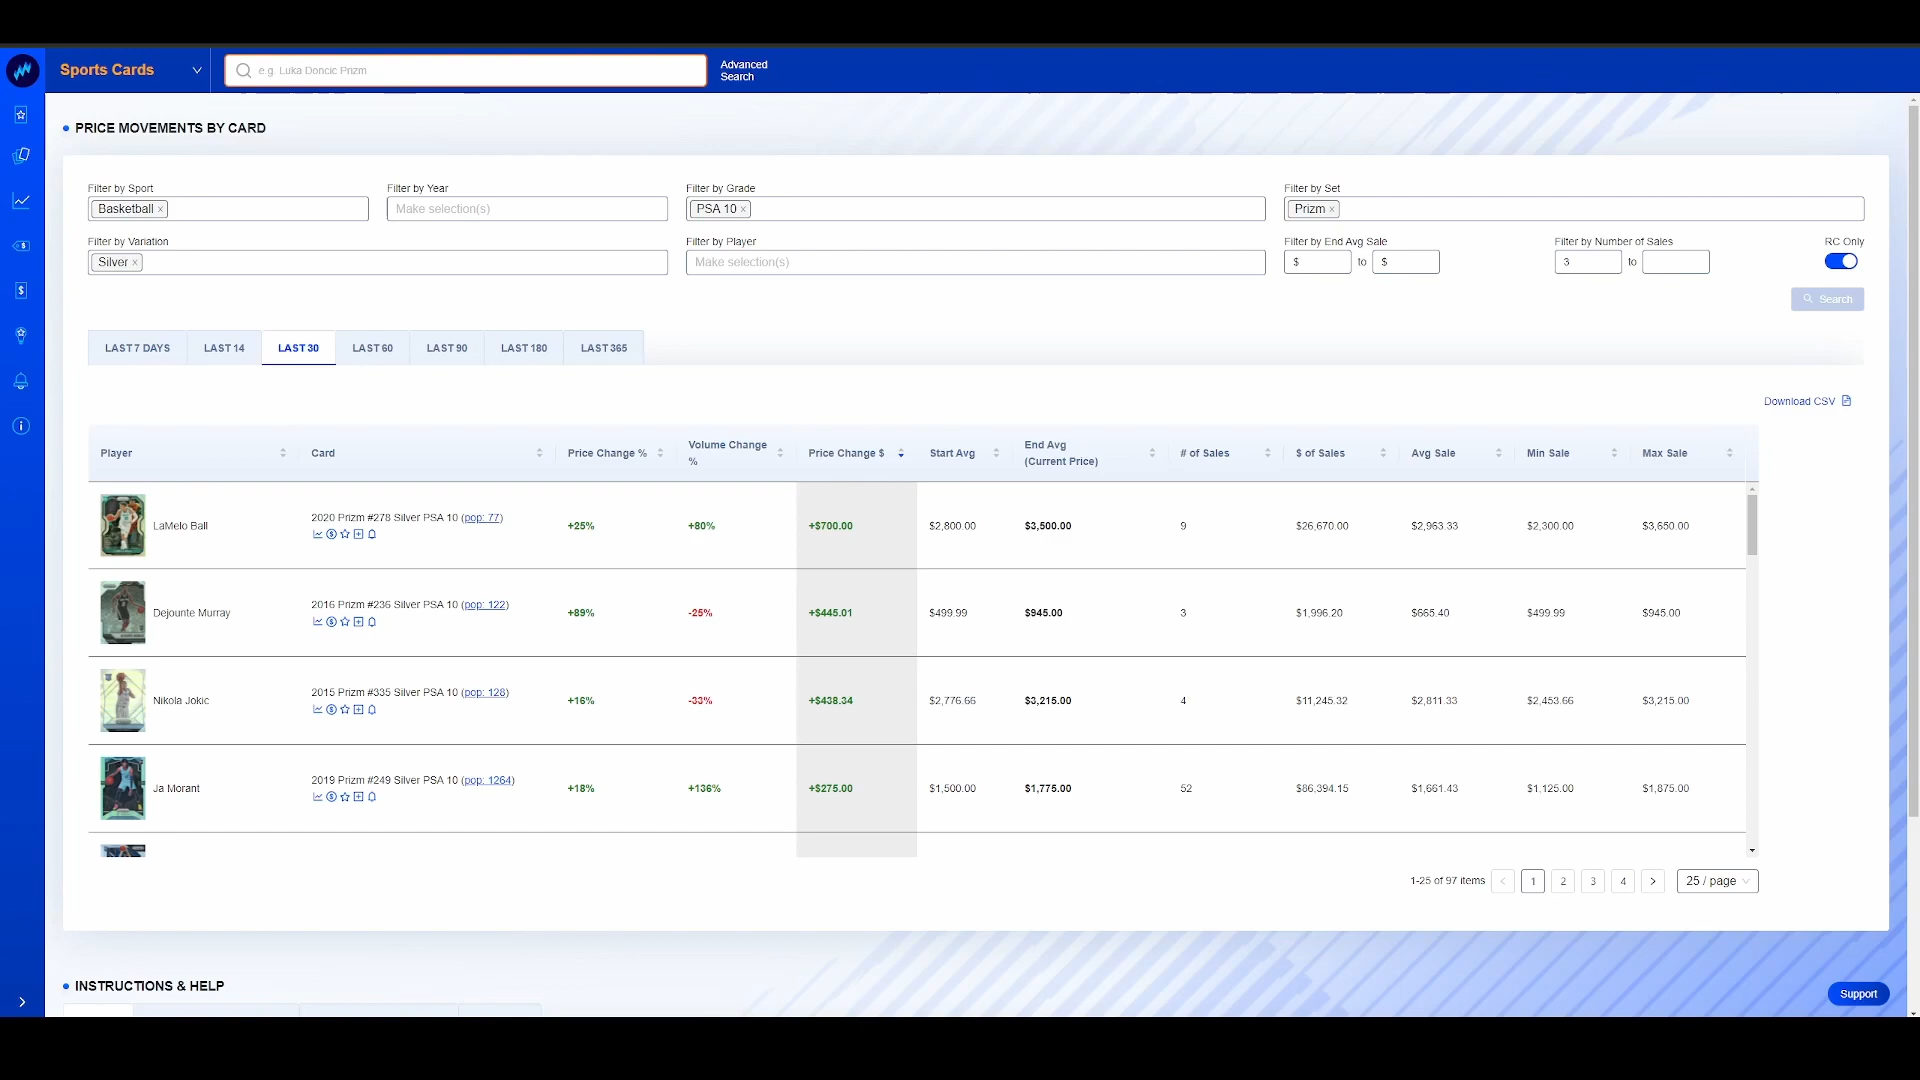 Sports Cards
e.g. Luka Doncic Prizm
Advanced
Search
PRICE MOVEMENTS BY CARD
Filter by Sport
Filter by Year
Filter by Grade
Filter by Set
Basketball ×
Make selection(s)
PSA 10 ×
Prizm ×
Filter by Variation
Filter by Player
Filter by End Avg Sale
Filter by Number of Sales
RC Only
Silver ×
Make selection(s)
$ to $
3 to
Search
LAST 7 DAYS
LAST 14
LAST 30
LAST 60
LAST 90
LAST 180
LAST 365
Download CSV
Player
Card
Price Change %
Volume Change
%
Price Change $
Start Avg
End Avg
(Current Price)
# of Sales
$ of Sales
Avg Sale
Min Sale
Max Sale
LaMelo Ball
2020 Prizm #278 Silver PSA 10 (pop: 77)
+25%
+80%
+$700.00
$2,800.00
$3,500.00
9
$26,670.00
$2,963.33
$2,300.00
$3,650.00
Dejounte Murray
2016 Prizm #236 Silver PSA 10 (pop: 122)
+89%
-25%
+$445.01
$499.99
$945.00
3
$1,996.20
$665.40
$499.99
$945.00
Nikola Jokic
2015 Prizm #335 Silver PSA 10 (pop: 128)
+16%
-33%
+$438.34
$2,776.66
$3,215.00
4
$11,245.32
$2,811.33
$2,453.66
$3,215.00
Ja Morant
2019 Prizm #249 Silver PSA 10 (pop: 1264)
+18%
+136%
+$275.00
$1,500.00
$1,775.00
52
$86,394.15
$1,661.43
$1,125.00
$1,875.00
1-25 of 97 items
< 1 2 3 4 >
25 / page
INSTRUCTIONS & HELP
Support